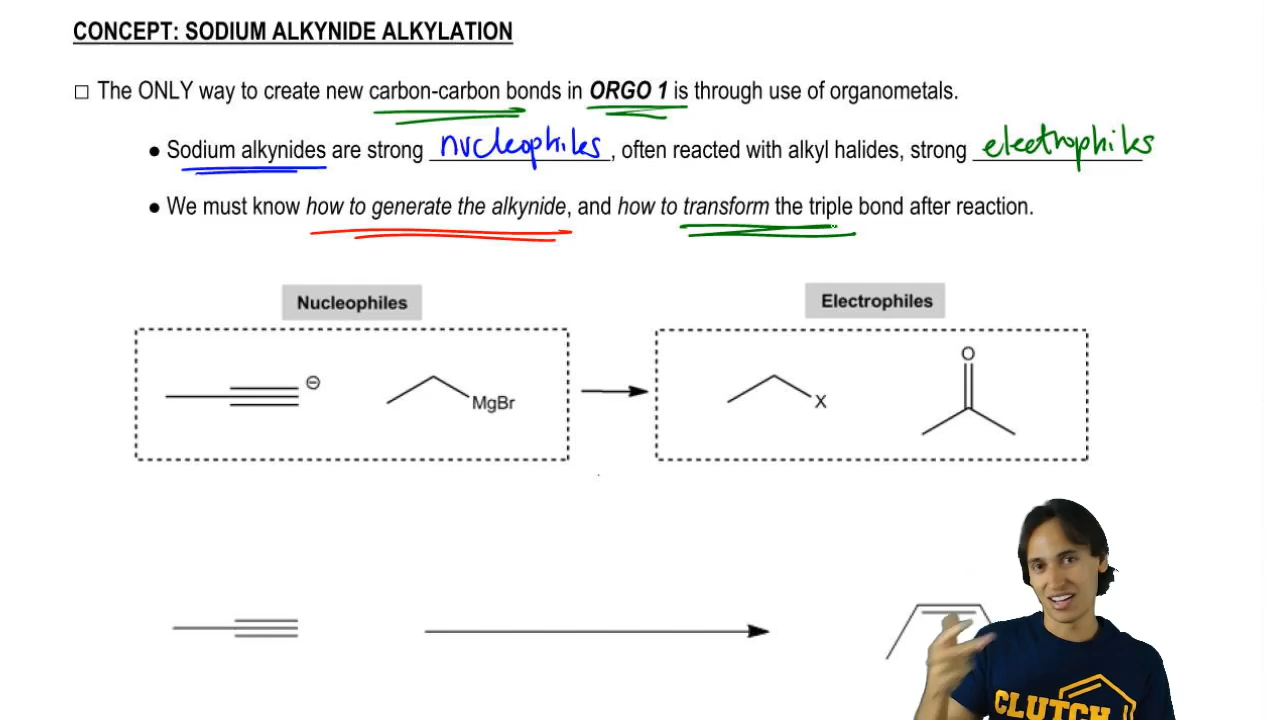 CONCEPT: SODIUM ALKYNIDE ALKYLATION
□ The ONLY way to create new carbon-carbon bonds in ORGO 1 is through use of organometals.
● Sodium alkynides are strong nucleophiles, often reacted with alkyl halides, strong electrophiles
● We must know how to generate the alkynide, and how to transform the triple bond after reaction.
Nucleophiles
Electrophiles
⊖
MgBr
X
O
CLUTCH